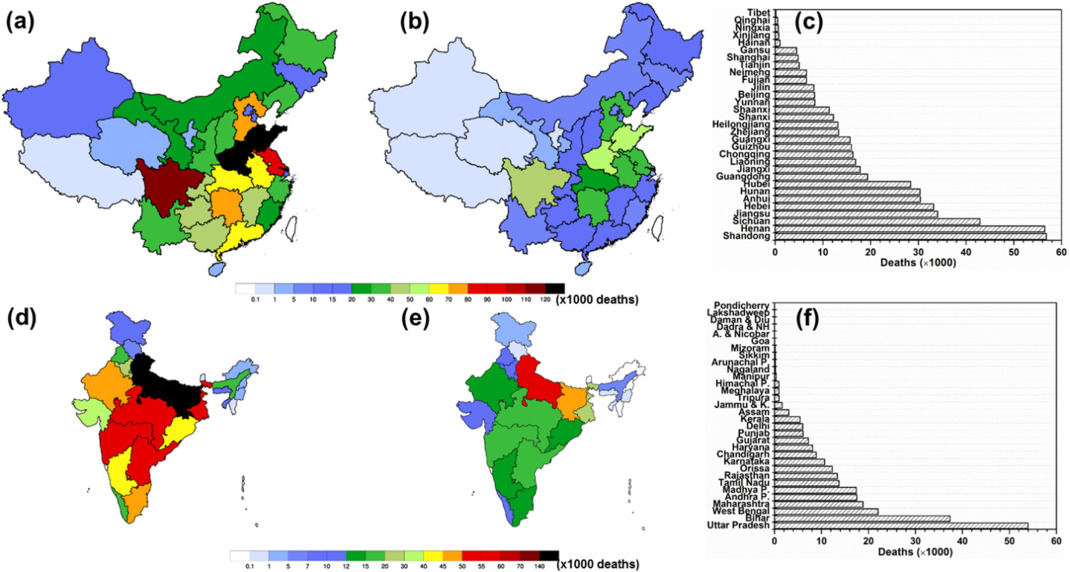 (a)
(b)
(c)
Tibet
Qinghai
Ningxia
Xinjiang
Hainan
Gansu
Shanghai
Tianjin
Neimeng
Fujian
Jilin
Beijing
Yunnan
Shaanxi
Shanxi
Heilongjiang
Zhejiang
Guangxi
Guizhou
Chongqing
Liaoning
Jiangxi
Guangdong
Hubei
Hunan
Anhui
Hebei
Jiangsu
Sichuan
Henan
Shandong
0 10 20 30 40 50 60
Deaths (×1000)
0.1 1 5 7 10 15 20 30 40 50 60 70 80 90 100 110 120 (x1000 deaths)
(d)
(e)
(f)
Pondicherry
Lakshadweep
Daman & Diu
Dadra & NH
A. & Nicobar
Goa
Mizoram
Sikkim
Arunachal P.
Nagaland
Manipur
Himachal P.
Meghalaya
Tripura
Jammu & K.
Assam
Kerala
Delhi
Punjab
Gujarat
Haryana
Chandigarh
Karnataka
Orissa
Rajasthan
Tamil Nadu
Madhya P.
Andhra P.
Maharashtra
West Bengal
Bihar
Uttar Pradesh
0 10 20 30 40 50 60
Deaths (×1000)
0.1 1 5 7 10 12 15 20 40 45 50 55 60 70 140 (x1000 deaths)